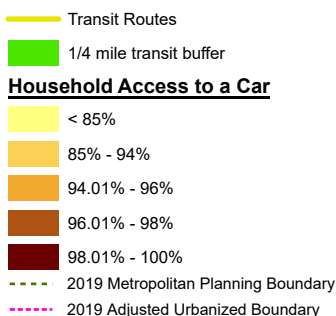 Transit Routes
1/4 mile transit buffer
Household Access to a Car
< 85%
85% - 94%
94.01% - 96%
96.01% - 98%
98.01% - 100%
2019 Metropolitan Planning Boundary
2019 Adjusted Urbanized Boundary